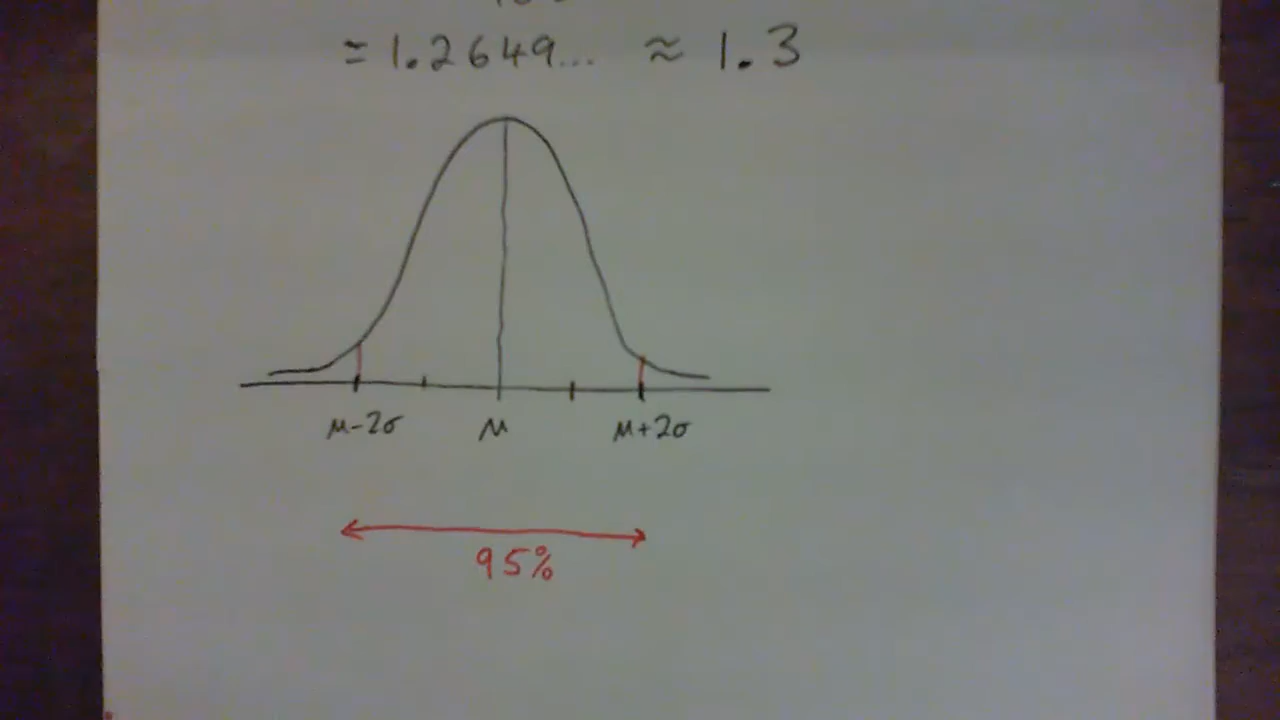 = 1.2649... ≈ 1.3
μ-2σ μ μ+2σ
95%